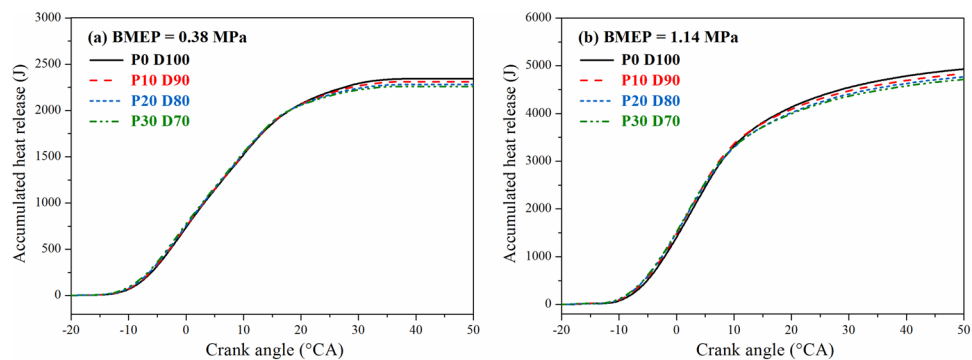 (a) BMEP = 0.38 MPa
P0 D100
P10 D90
P20 D80
P30 D70
Accumulated heat release (J)
3000
2500
2000
1500
1000
500
0
-20 -10 0 10 20 30 40 50
Crank angle (°CA)
(b) BMEP = 1.14 MPa
P0 D100
P10 D90
P20 D80
P30 D70
Accumulated heat release (J)
6000
5000
4000
3000
2000
1000
0
-20 -10 0 10 20 30 40 50
Crank angle (°CA)